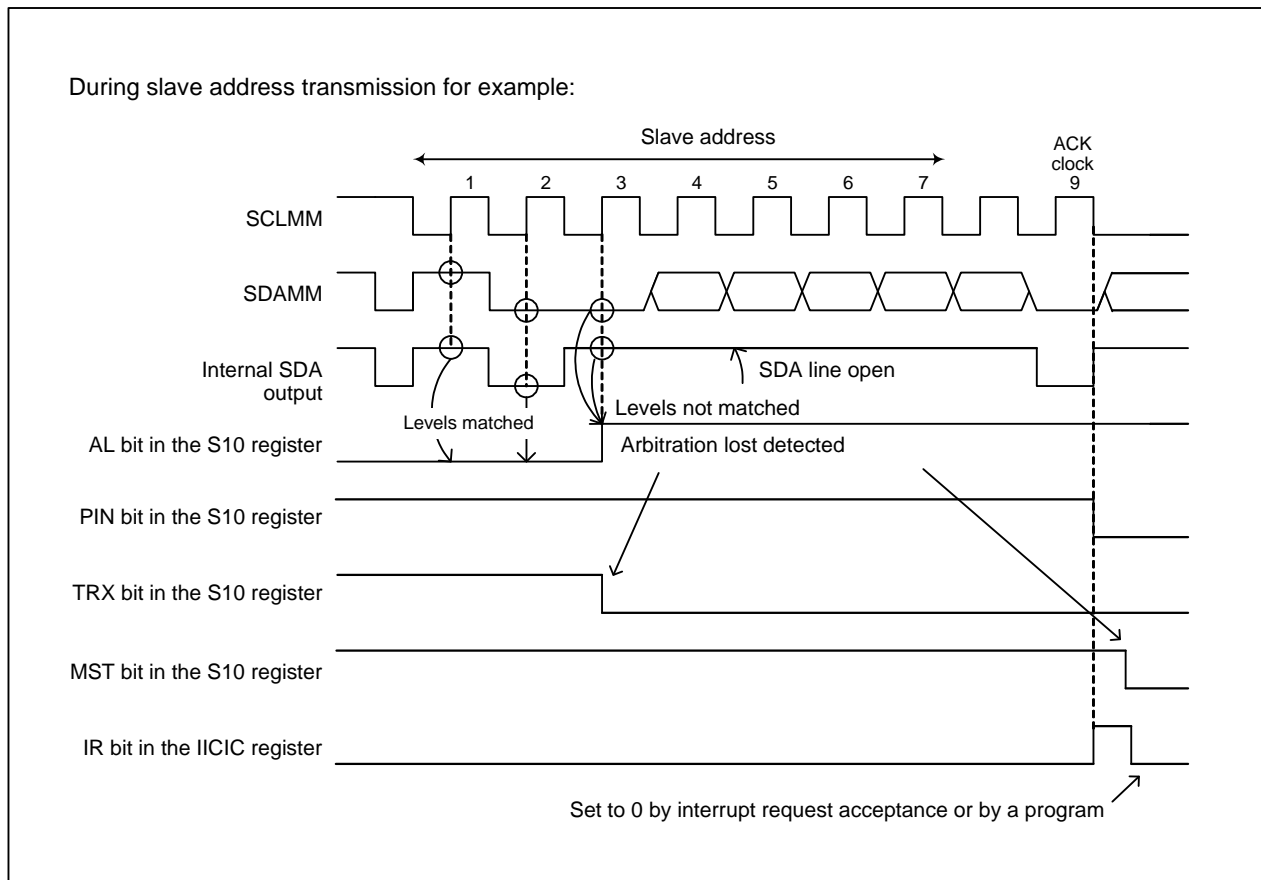 During slave address transmission for example:
Slave address
ACK
clock
1 2 3 4 5 6 7 9
SCLMM
SDAMM
Internal SDA
output
SDA line open
Levels matched
Levels not matched
AL bit in the S10 register
Arbitration lost detected
PIN bit in the S10 register
TRX bit in the S10 register
MST bit in the S10 register
IR bit in the IICIC register
Set to 0 by interrupt request acceptance or by a program